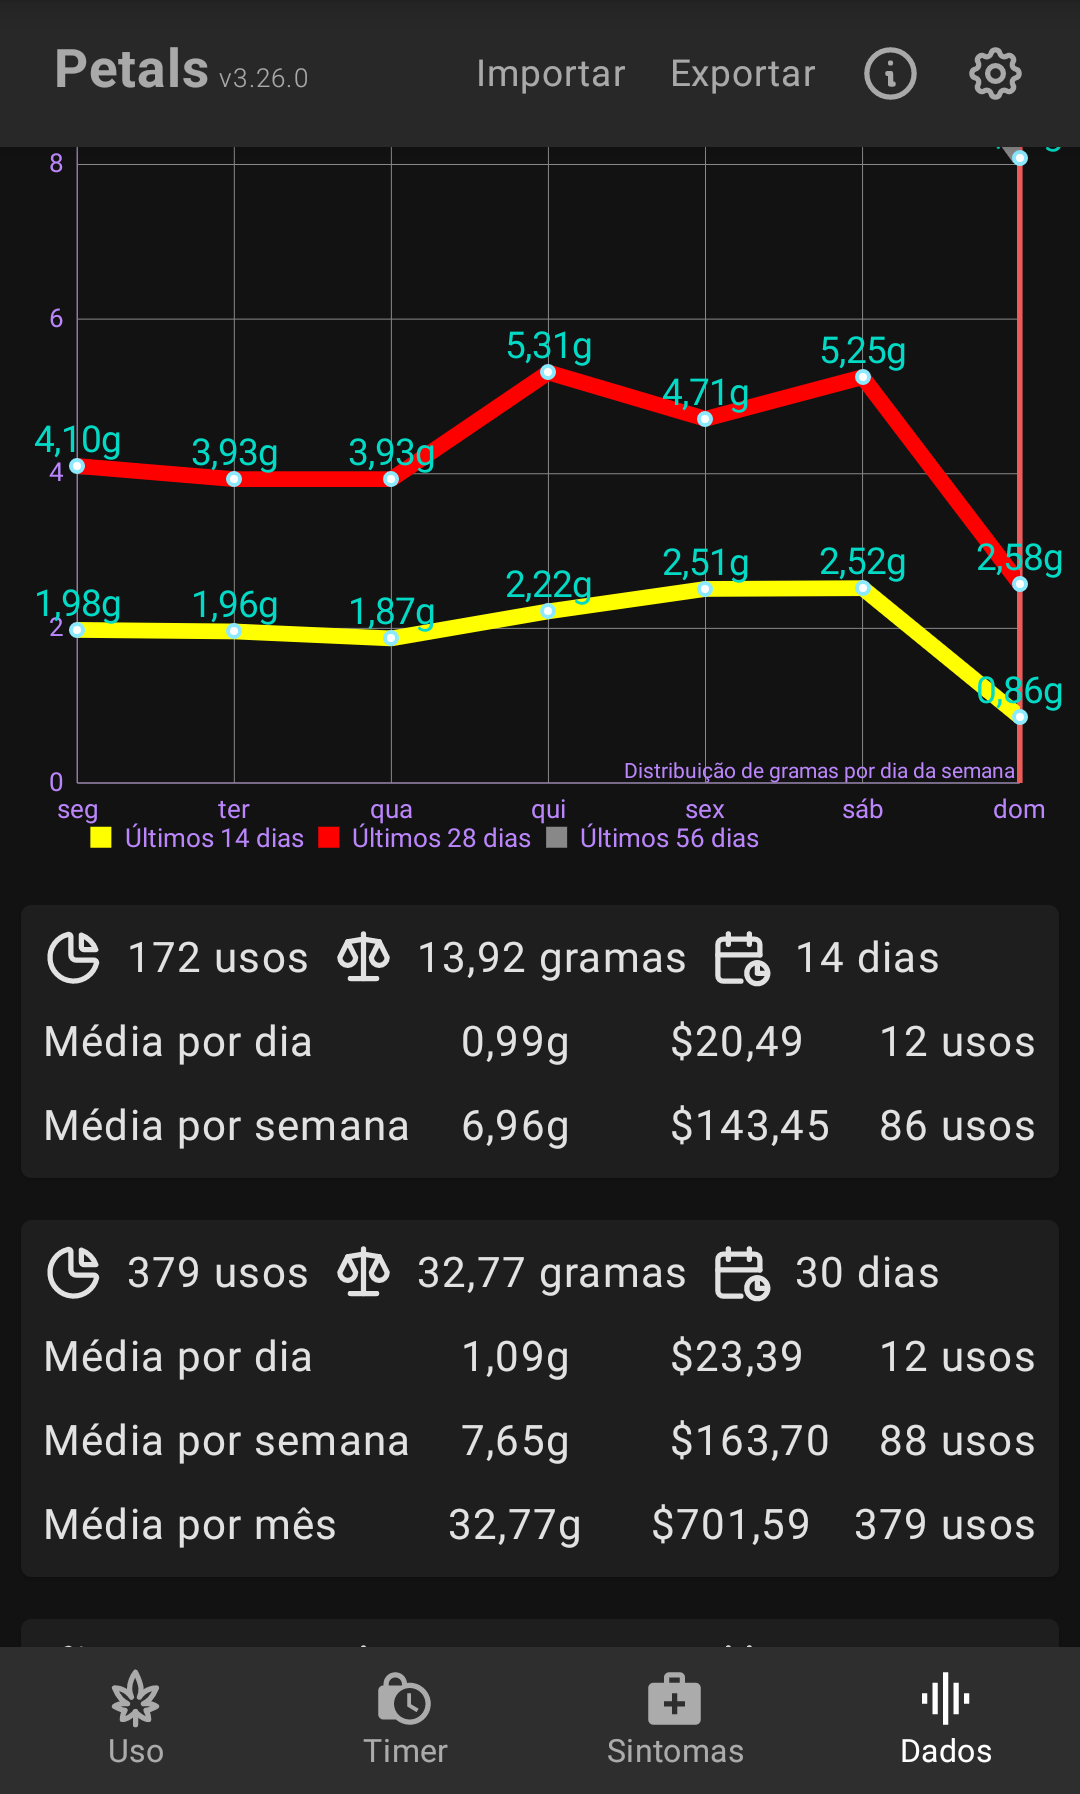 Petals v3.26.0 Importar Exportar
8
6
5,31g
5,25g
4,71g
4,10g
3,93g
3,93g
4
2,58g
2,52g
2,51g
2,22g
1,98g
1,96g
1,87g
2
0,86g
Distribuição de gramas por dia da semana
0
seg ter qua qui sex sáb dom
Últimos 14 dias Últimos 28 dias Últimos 56 dias
172 usos 13,92 gramas 14 dias
Média por dia 0,99g $20,49 12 usos
Média por semana 6,96g $143,45 86 usos
379 usos 32,77 gramas 30 dias
Média por dia 1,09g $23,39 12 usos
Média por semana 7,65g $163,70 88 usos
Média por mês 32,77g $701,59 379 usos
Uso Timer Sintomas Dados